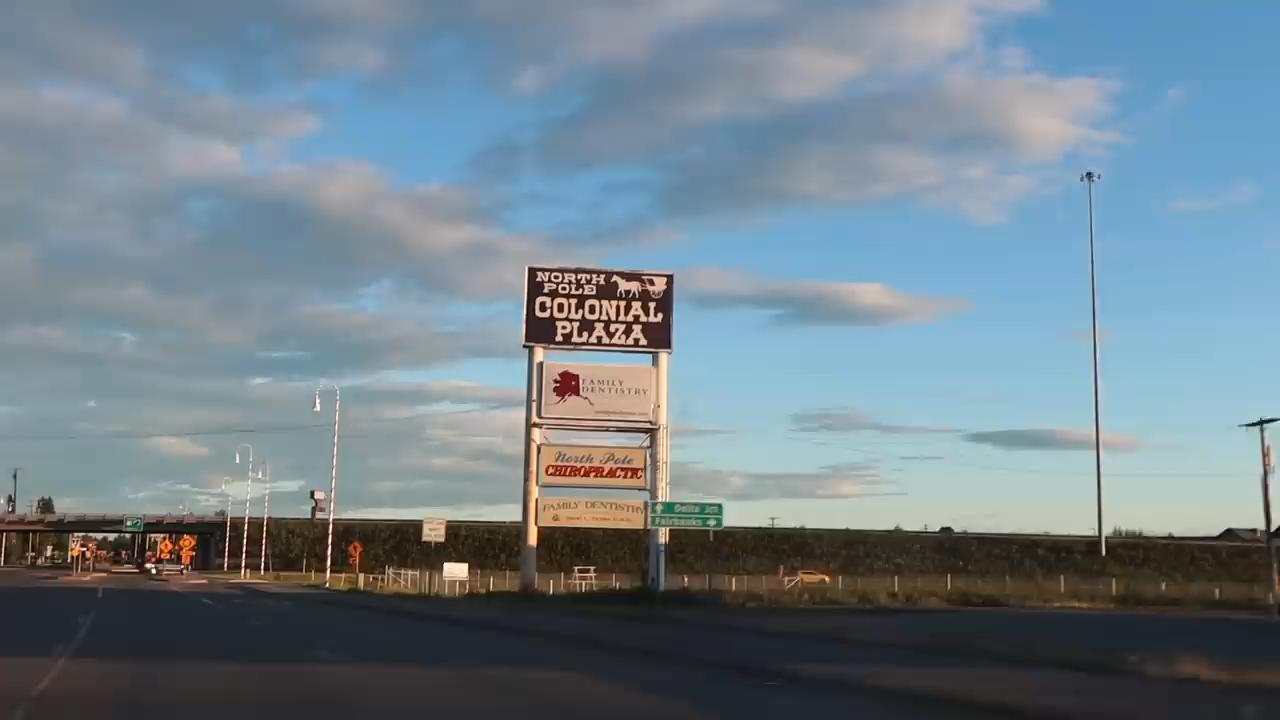 NORTH
POLE
COLONIAL
PLAZA
FAMILY
DENTISTRY
North Pole
CHIROPRACTIC
FAMILY DENTISTRY
Delta Jct
Fairbanks